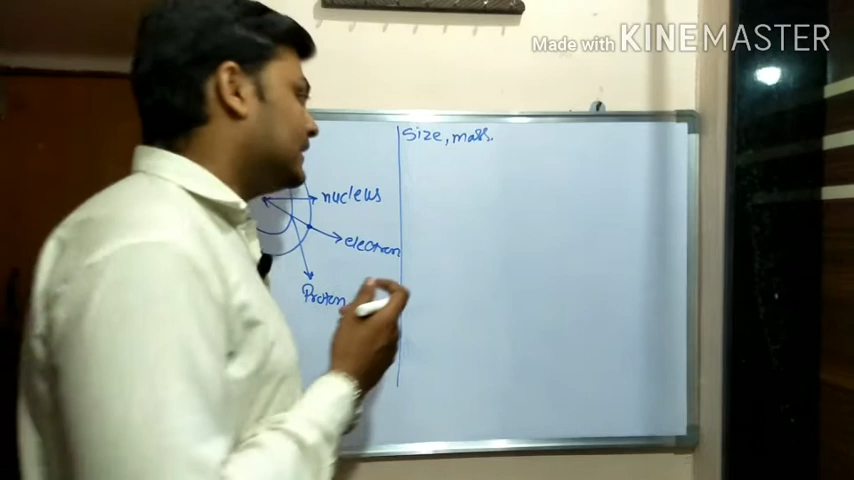 Made with KINEMASTER
size, mass.
nucleus
electron
Proton